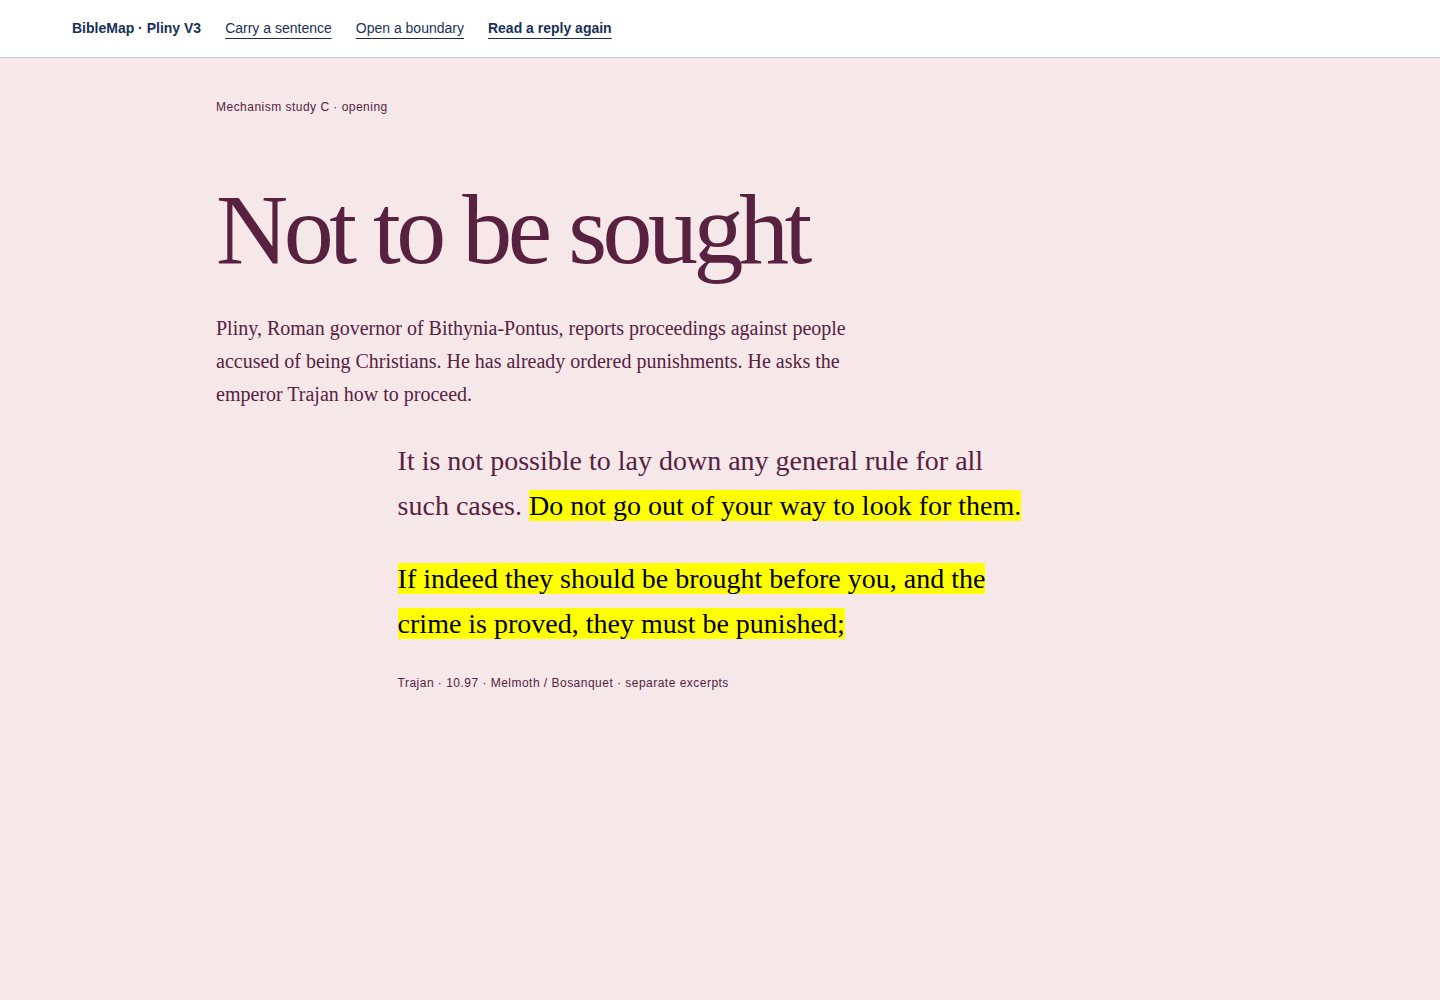 BibleMap · Pliny V3 Carry a sentence Open a boundary Read a reply again
Mechanism study C · opening
Not to be sought
Pliny, Roman governor of Bithynia-Pontus, reports proceedings against people
accused of being Christians. He has already ordered punishments. He asks the
emperor Trajan how to proceed.
It is not possible to lay down any general rule for all
such cases. Do not go out of your way to look for them.
If indeed they should be brought before you, and the
crime is proved, they must be punished;
Trajan · 10.97 · Melmoth / Bosanquet · separate excerpts